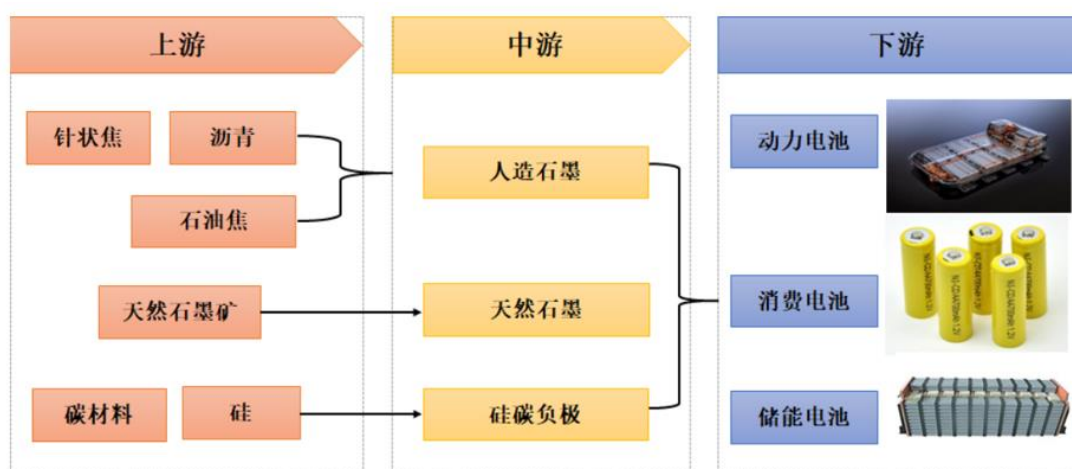 上游
中游
下游
针状焦
沥青
石油焦
天然石墨矿
碳材料
硅
人造石墨
天然石墨
硅碳负极
动力电池
消费电池
储能电池